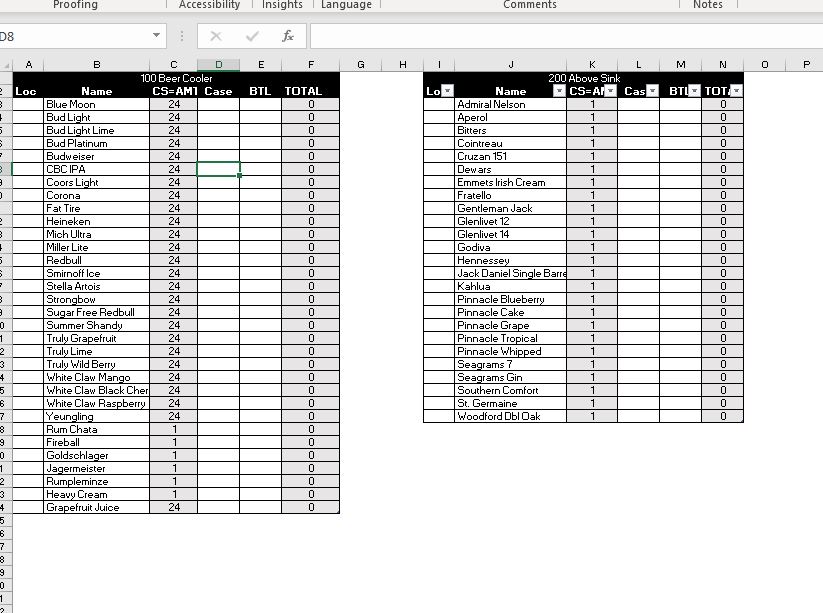 Proofing Accessibility Insights Language Comments Notes
D8 fx
A B C D E F G H I J K L M N O P
100 Beer Cooler 200 Above Sink
Loc Name CS=AMT Case BTL TOTAL Lo Name CS=A Cas BTL TOT
Blue Moon 24 0 Admiral Nelson 1 0
Bud Light 24 0 Aperol 1 0
Bud Light Lime 24 0 Bitters 1 0
Bud Platinum 24 0 Cointreau 1 0
Budweiser 24 0 Cruzan 151 1 0
CBC IPA 24 0 Dewars 1 0
Coors Light 24 0 Emmets Irish Cream 1 0
Corona 24 0 Fratello 1 0
Fat Tire 24 0 Gentleman Jack 1 0
Heineken 24 0 Glenlivet 12 1 0
Mich Ultra 24 0 Glenlivet 14 1 0
Miller Lite 24 0 Godiva 1 0
Redbull 24 0 Hennessey 1 0
Smirnoff Ice 24 0 Jack Daniel Single Barre 1 0
Stella Artois 24 0 Kahlua 1 0
Strongbow 24 0 Pinnacle Blueberry 1 0
Sugar Free Redbull 24 0 Pinnacle Cake 1 0
Summer Shandy 24 0 Pinnacle Grape 1 0
Truly Grapefruit 24 0 Pinnacle Tropical 1 0
Truly Lime 24 0 Pinnacle Whipped 1 0
Truly Wild Berry 24 0 Seagrams 7 1 0
White Claw Mango 24 0 Seagrams Gin 1 0
White Claw Black Cher 24 0 Southern Comfort 1 0
White Claw Raspberry 24 0 St. Germaine 1 0
Yeungling 24 0 Woodford Dbl Oak 1 0
Rum Chata 1 0
Fireball 1 0
Goldschlager 1 0
Jagermeister 1 0
Rumpleminze 1 0
Heavy Cream 1 0
Grapefruit Juice 24 0